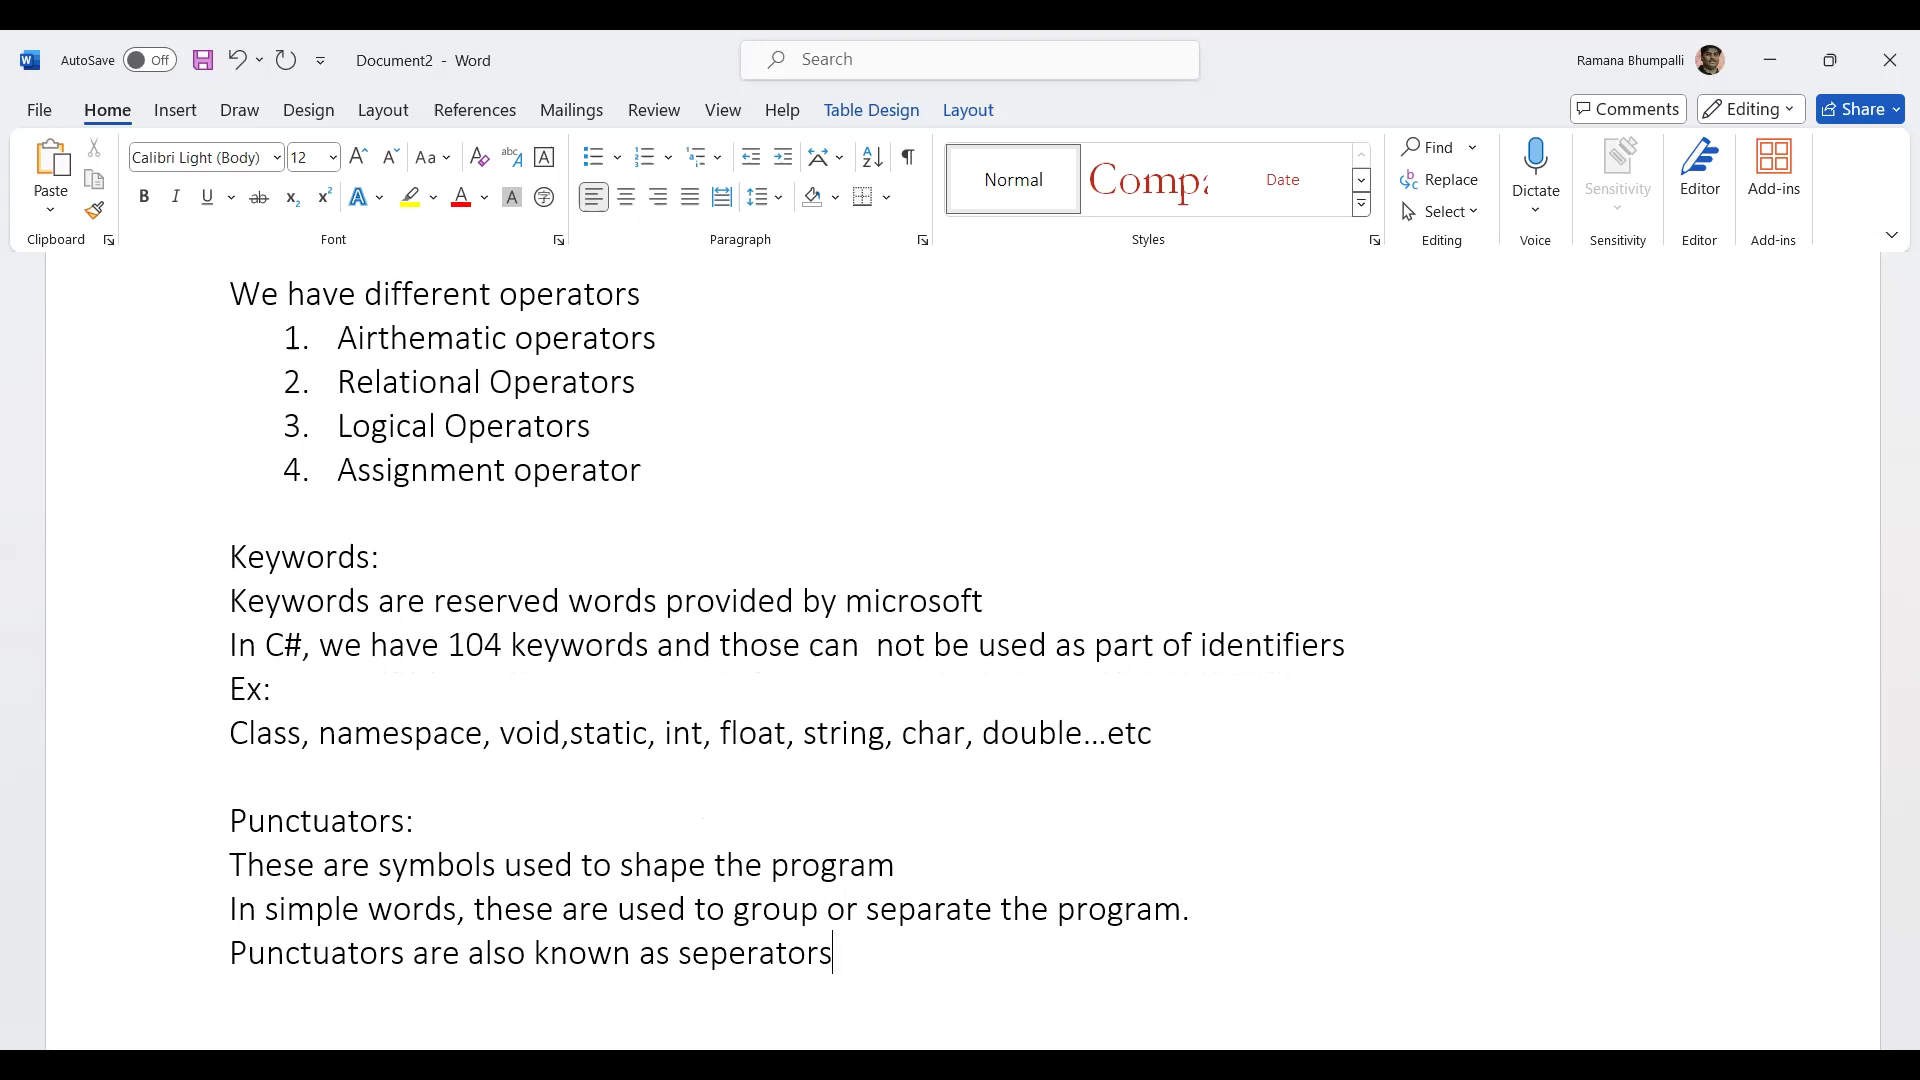 AutoSave Off Document2 - Word Search Ramana Bhumpalli
File Home Insert Draw Design Layout References Mailings Review View Help Table Design Layout Comments Editing Share
Paste Calibri Light (Body) 12 Aa Normal Compa Date Find Replace Select Dictate Sensitivity Editor Add-ins
Clipboard Font Paragraph Styles Editing Voice Sensitivity Editor Add-ins
We have different operators
1. Airthematic operators
2. Relational Operators
3. Logical Operators
4. Assignment operator
Keywords:
Keywords are reserved words provided by microsoft
In C#, we have 104 keywords and those can  not be used as part of identifiers
Ex:
Class, namespace, void,static, int, float, string, char, double...etc
Punctuators:
These are symbols used to shape the program
In simple words, these are used to group or separate the program.
Punctuators are also known as seperators